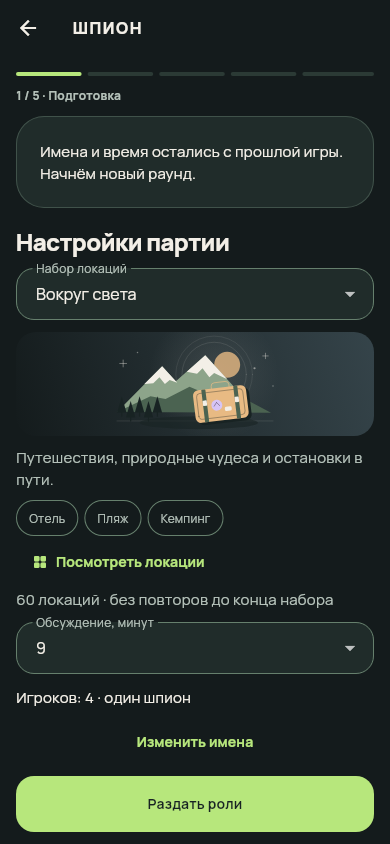 ШПИОН
1 / 5 · Подготовка
Имена и время остались с прошлой игры.
Начнём новый раунд.
Настройки партии
Набор локаций
Вокруг света
Путешествия, природные чудеса и остановки в
пути.
Отель
Пляж
Кемпинг
Посмотреть локации
60 локаций · без повторов до конца набора
Обсуждение, минут
9
Игроков: 4 · один шпион
Изменить имена
Раздать роли